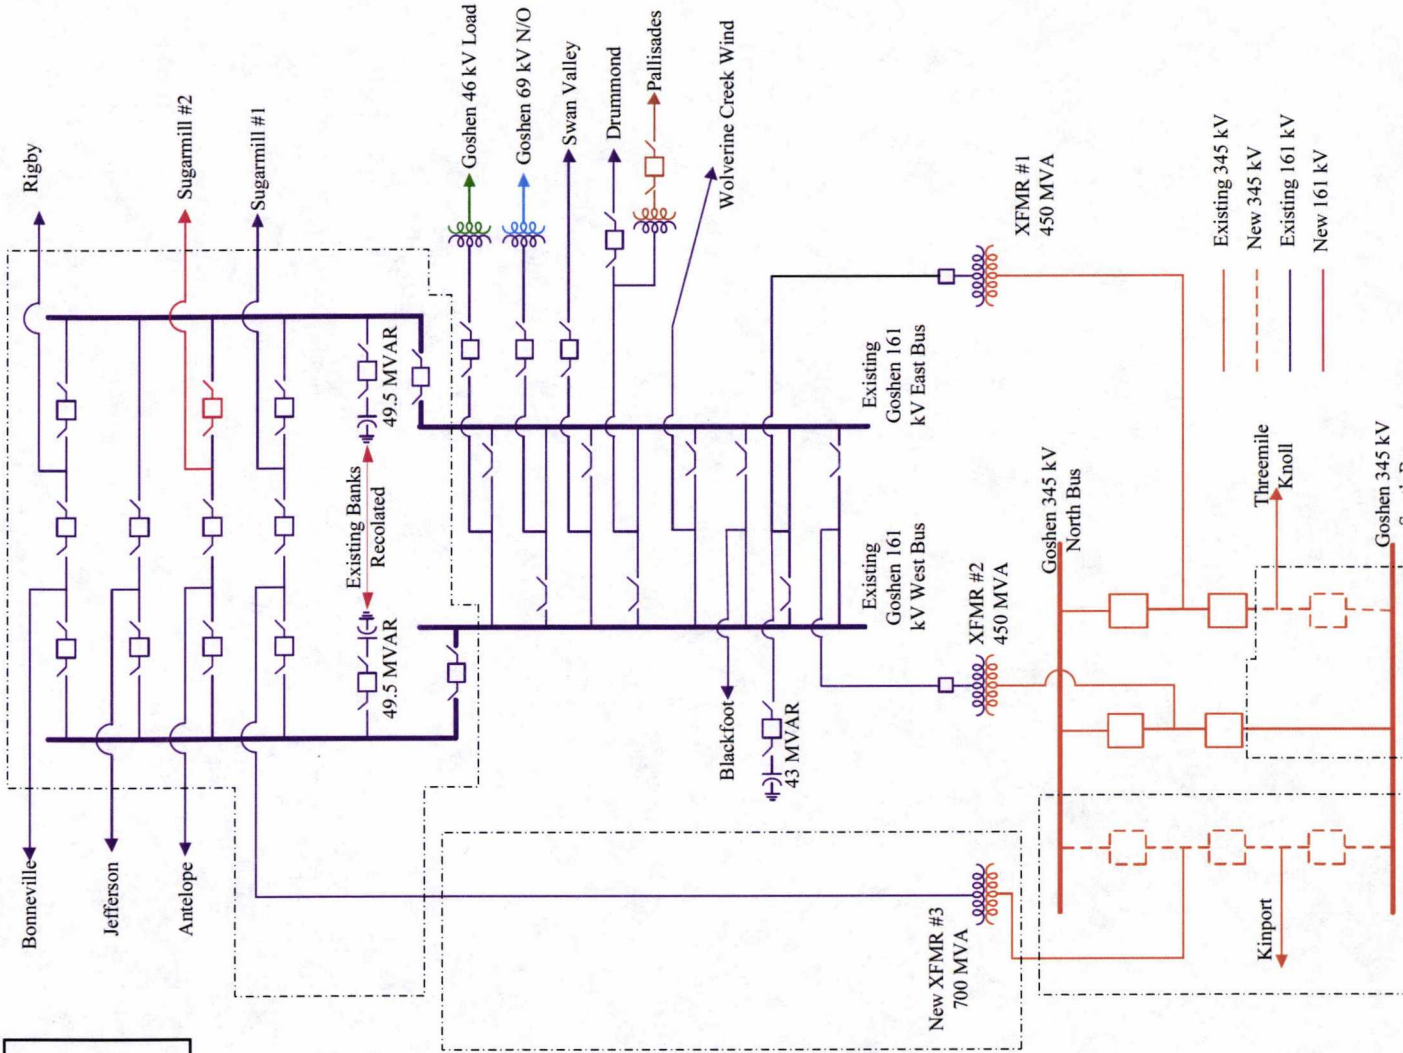 Rigby
Sugarmill #2
Sugarmill #1
Goshen 46 kV Load
Goshen 69 kV N/O
Swan Valley
Drummond
Pallisades
Wolverine Creek Wind
49.5 MVAR
Existing Banks
Recolated
49.5 MVAR
Bonneville
Jefferson
Antelope
Existing
Goshen 161
kV East Bus
Existing
Goshen 161
kV West Bus
Blackfoot
43 MVAR
XFMR #1
450 MVA
XFMR #2
450 MVA
New XFMR #3
700 MVA
Existing 345 kV
New 345 kV
Existing 161 kV
New 161 kV
Goshen 345 kV
North Bus
Threemile
Knoll
Kinport
Goshen 345 kV